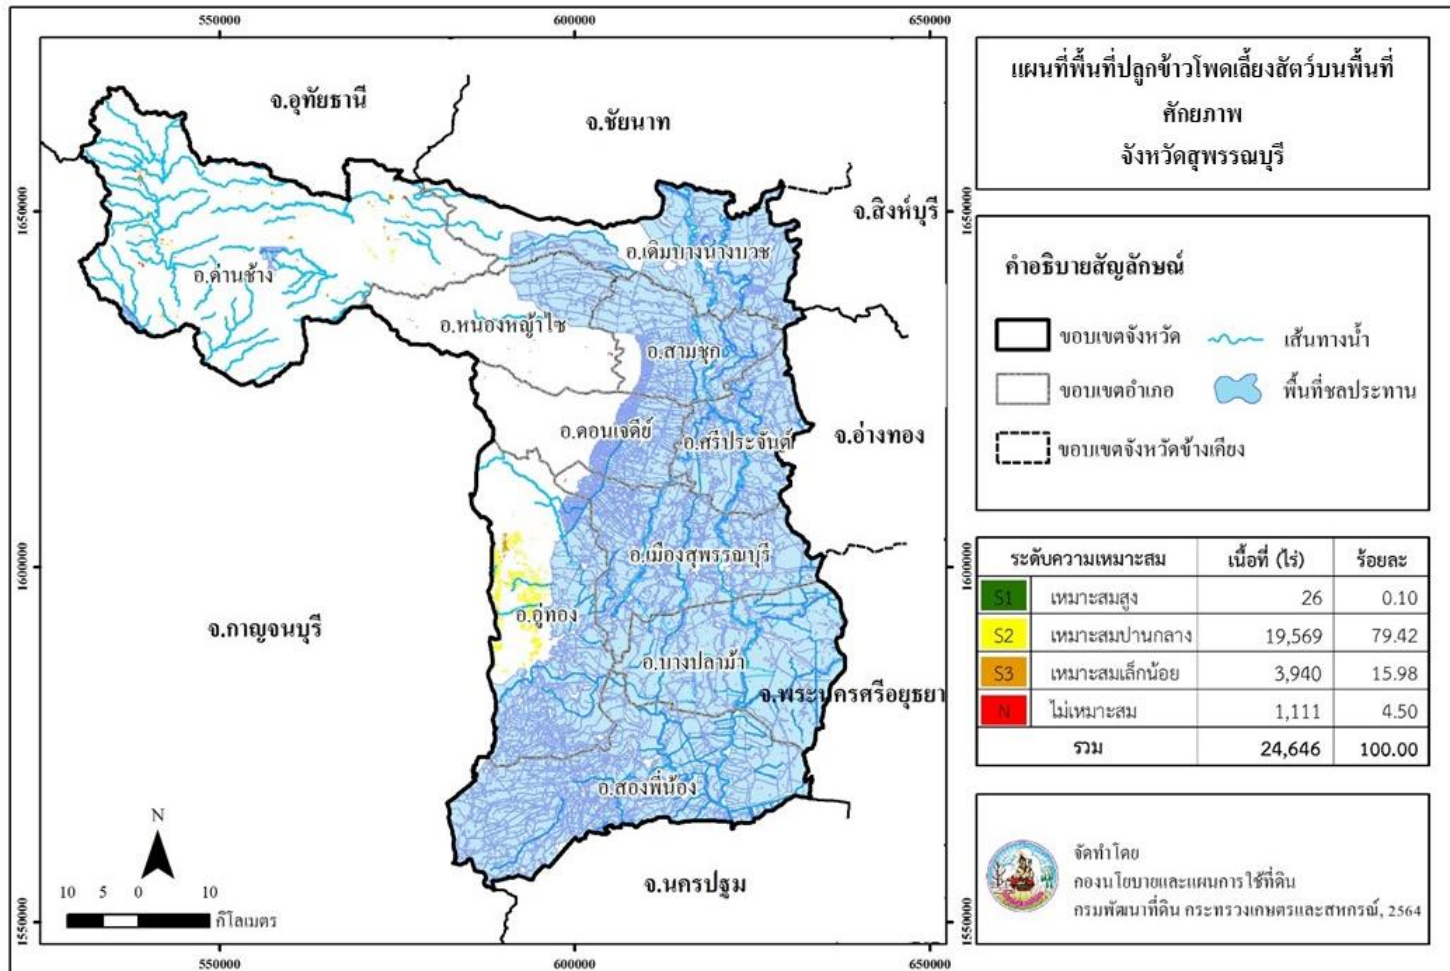 550000
600000
650000
แผนที่พื้นที่ปลูกข้าวโพดเลี้ยงสัตว์บนพื้นที่
ศักยภาพ
จังหวัดสุพรรณบุรี
จ.อุทัยธานี
จ.ชัยนาท
จ.สิงห์บุรี
1650000
1650000
อ.เดิมบางนางบวช
อ.ด่านช้าง
อ.หนองหญ้าไซ
อ.สามชุก
อ.ดอนเจดีย์
อ.ศรีประจันต์
จ.อ่างทอง
อ.เมืองสุพรรณบุรี
1600000
1600000
อ.อู่ทอง
จ.กาญจนบุรี
อ.บางปลาม้า
จ.พระนครศรีอยุธยา
อ.สองพี่น้อง
จ.นครปฐม
N
10 5 0 10
กิโลเมตร
1550000
1550000
550000
600000
650000
คำอธิบายสัญลักษณ์
ขอบเขตจังหวัด เส้นทางน้ำ
ขอบเขตอำเภอ พื้นที่ชลประทาน
ขอบเขตจังหวัดข้างเคียง
ระดับความเหมาะสม เนื้อที่ (ไร่) ร้อยละ
S1 เหมาะสมสูง 26 0.10
S2 เหมาะสมปานกลาง 19,569 79.42
S3 เหมาะสมเล็กน้อย 3,940 15.98
N ไม่เหมาะสม 1,111 4.50
รวม 24,646 100.00
จัดทำโดย
กองนโยบายและแผนการใช้ที่ดิน
กรมพัฒนาที่ดิน กระทรวงเกษตรและสหกรณ์, 2564